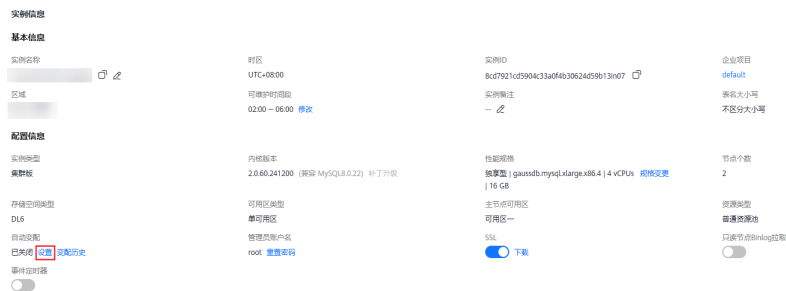 实例信息
基本信息
实例名称 时区 实例ID 企业项目
UTC+08:00 8cd7921cd5904c33a0f4b30624d59b13in07 default
区域 可维护时间段 实例备注 表名大小写
02:00 – 06:00 修改 -- 不区分大小写
配置信息
实例类型 内核版本 性能规格 节点个数
集群版 2.0.60.241200 (兼容 MySQL8.0.22) 补丁升级 独享型 | gaussdb.mysql.xlarge.x86.4 | 4 vCPUs 规格变更 2
| 16 GB
存储空间类型 可用区类型 主节点可用区 资源类型
DL6 单可用区 可用区一 普通资源池
自动变配 管理员账户名 SSL 只读节点Binlog拉取
已关闭 设置 变配历史 root 重置密码 下载
事件定时器